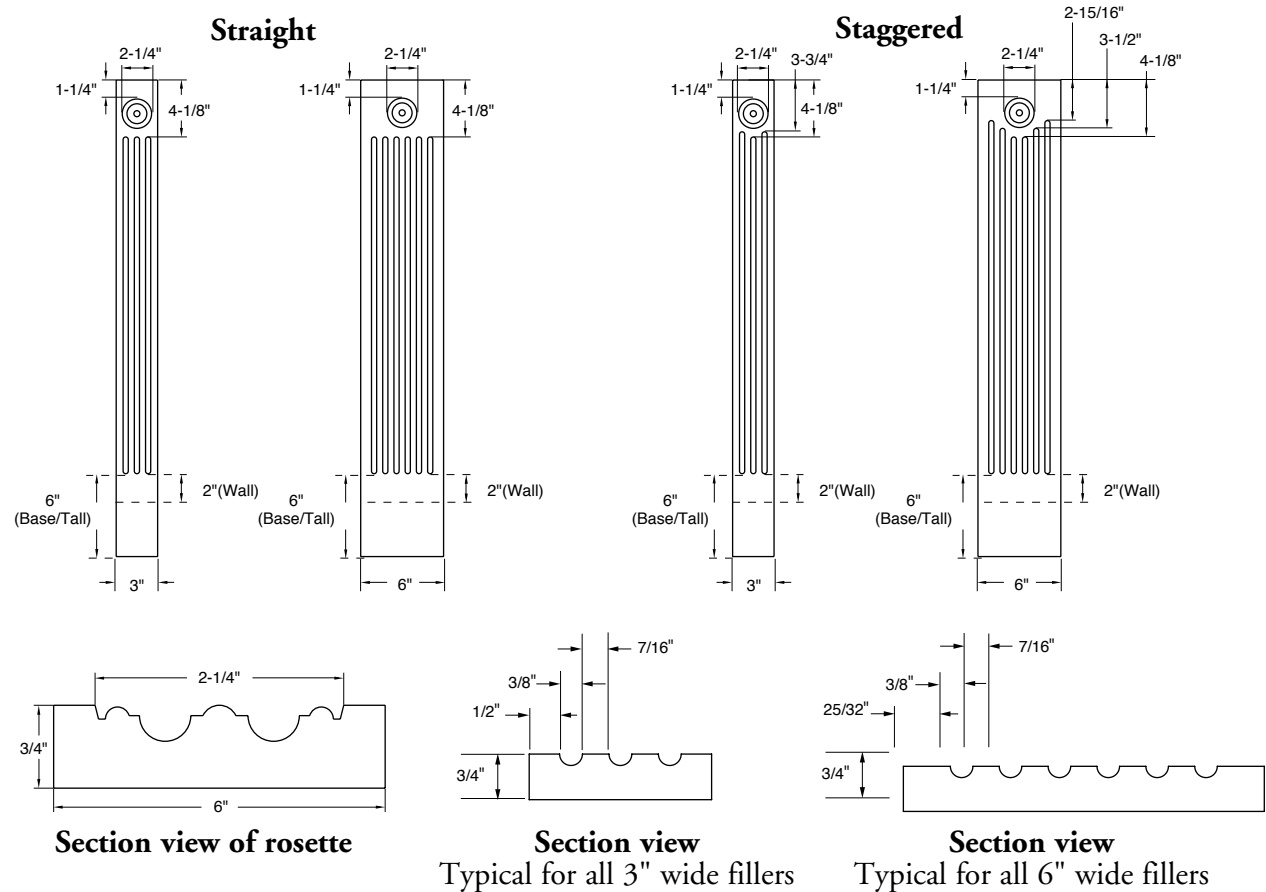 Straight
2-1/4"
1-1/4"
4-1/8"
6"
(Base/Tall)
2"(Wall)
3"
2-1/4"
1-1/4"
4-1/8"
6"
(Base/Tall)
2"(Wall)
6"
Staggered
2-1/4"
3-3/4"
1-1/4"
4-1/8"
6"
(Base/Tall)
2"(Wall)
3"
2-15/16"
2-1/4"
3-1/2"
4-1/8"
1-1/4"
6"
(Base/Tall)
2"(Wall)
6"
2-1/4"
3/4"
6"
Section view of rosette
7/16"
3/8"
1/2"
3/4"
Section view
Typical for all 3" wide fillers
7/16"
3/8"
25/32"
3/4"
Section view
Typical for all 6" wide fillers